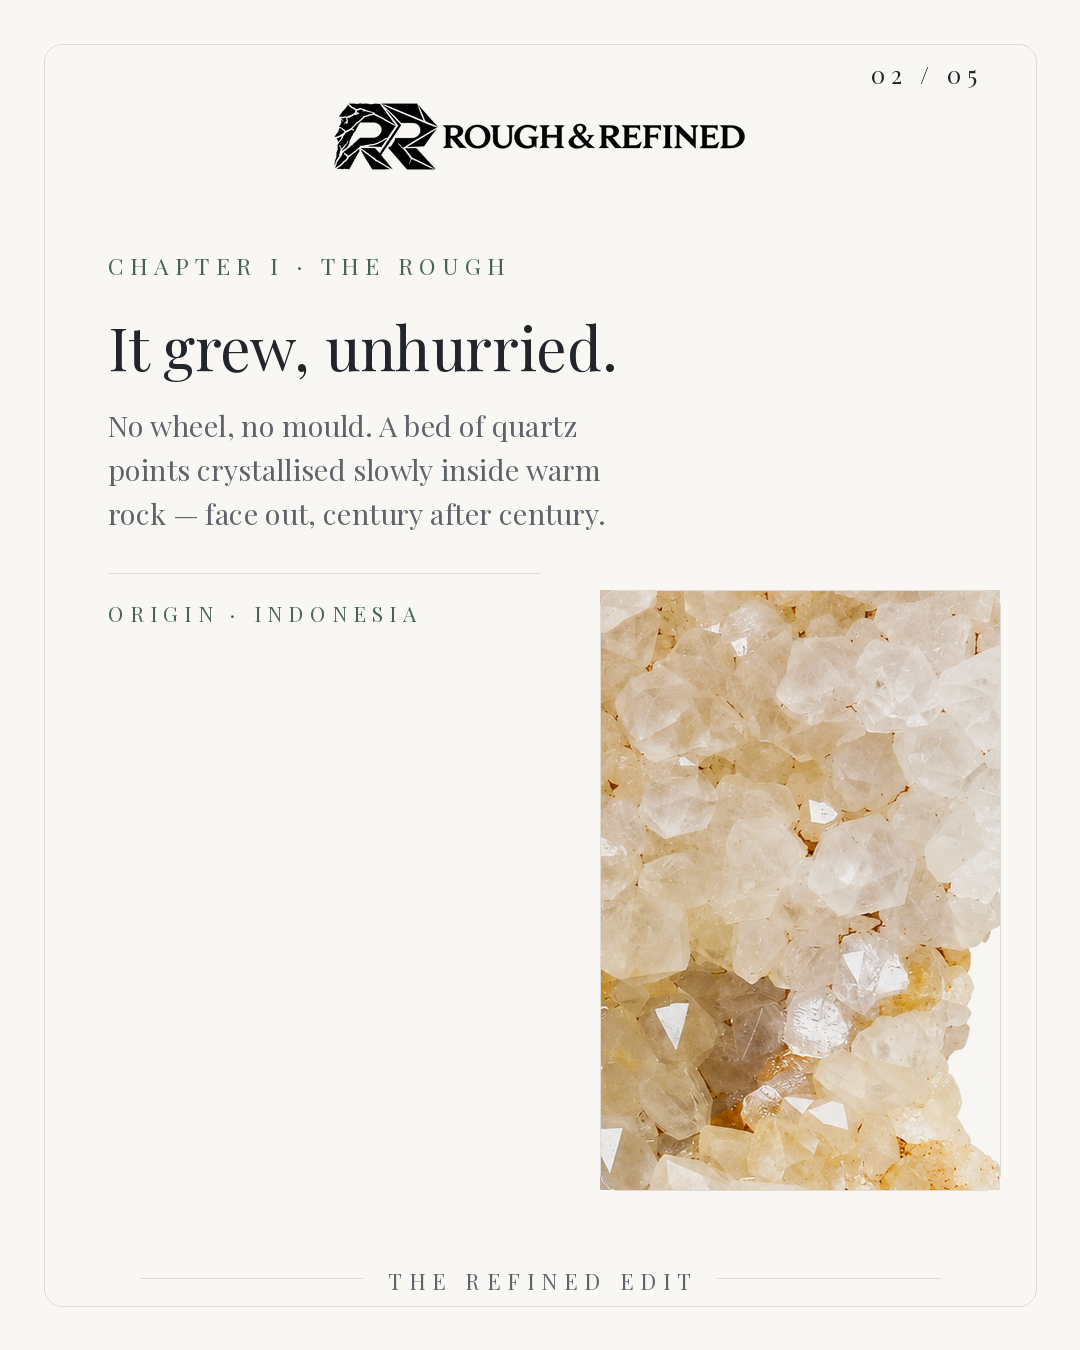 02 / 05
RR ROUGH & REFINED
CHAPTER I · THE ROUGH
It grew, unhurried.
No wheel, no mould. A bed of quartz
points crystallised slowly inside warm
rock — face out, century after century.
ORIGIN · INDONESIA
THE REFINED EDIT